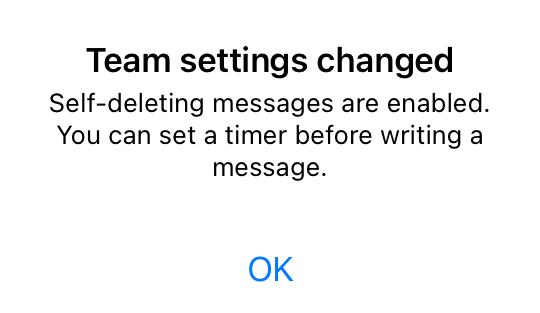 Team settings changed
Self-deleting messages are enabled.
You can set a timer before writing a
message.
OK